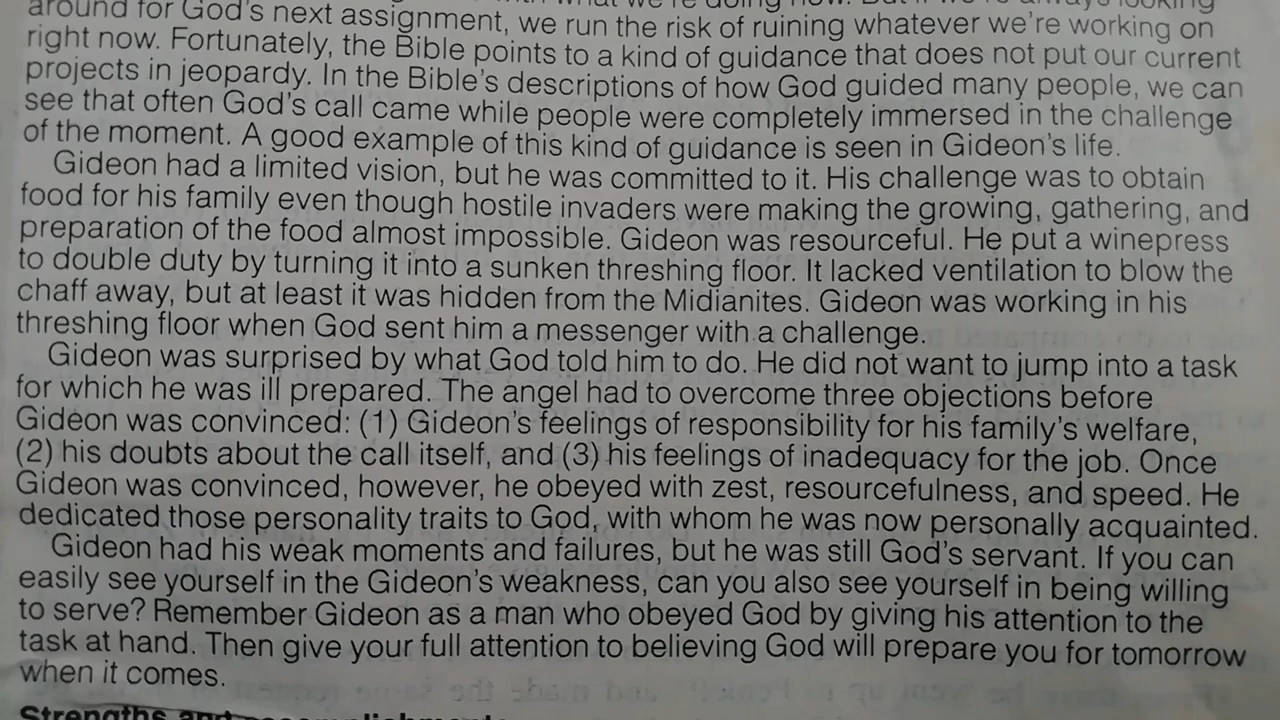 around for God's next assignment, we run the risk of ruining whatever we're working on
right now. Fortunately, the Bible points to a kind of guidance that does not put our current
projects in jeopardy. In the Bible's descriptions of how God guided many people, we can
see that often God's call came while people were completely immersed in the challenge
of the moment. A good example of this kind of guidance is seen in Gideon's life.
Gideon had a limited vision, but he was committed to it. His challenge was to obtain
food for his family even though hostile invaders were making the growing, gathering, and
preparation of the food almost impossible. Gideon was resourceful. He put a winepress
to double duty by turning it into a sunken threshing floor. It lacked ventilation to blow the
chaff away, but at least it was hidden from the Midianites. Gideon was working in his
threshing floor when God sent him a messenger with a challenge.
Gideon was surprised by what God told him to do. He did not want to jump into a task
for which he was ill prepared. The angel had to overcome three objections before
Gideon was convinced: (1) Gideon's feelings of responsibility for his family's welfare,
(2) his doubts about the call itself, and (3) his feelings of inadequacy for the job. Once
Gideon was convinced, however, he obeyed with zest, resourcefulness, and speed. He
dedicated those personality traits to God, with whom he was now personally acquainted.
Gideon had his weak moments and failures, but he was still God's servant. If you can
easily see yourself in the Gideon's weakness, can you also see yourself in being willing
to serve? Remember Gideon as a man who obeyed God by giving his attention to the
task at hand. Then give your full attention to believing God will prepare you for tomorrow
when it comes.
Strengths and accomplishments